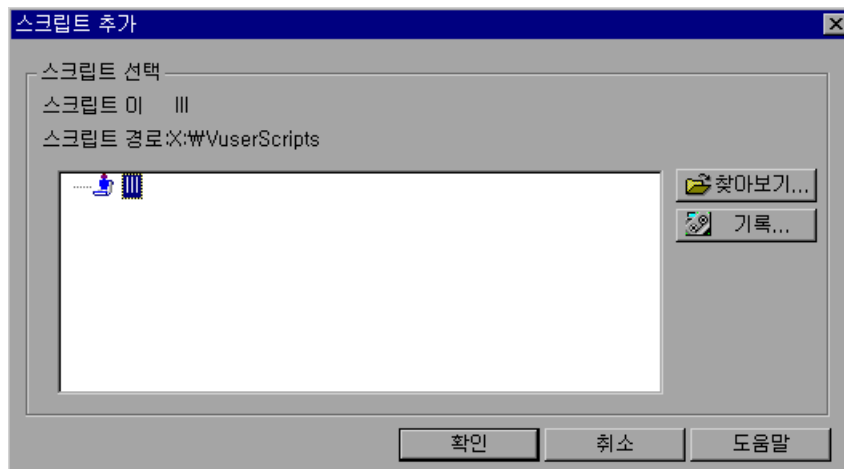 스크립트 추가
스크립트 선택
스크립트 이 lll
스크립트 경로:X:₩VuserScripts
lll
찾아보기...
기록...
확인 취소 도움말